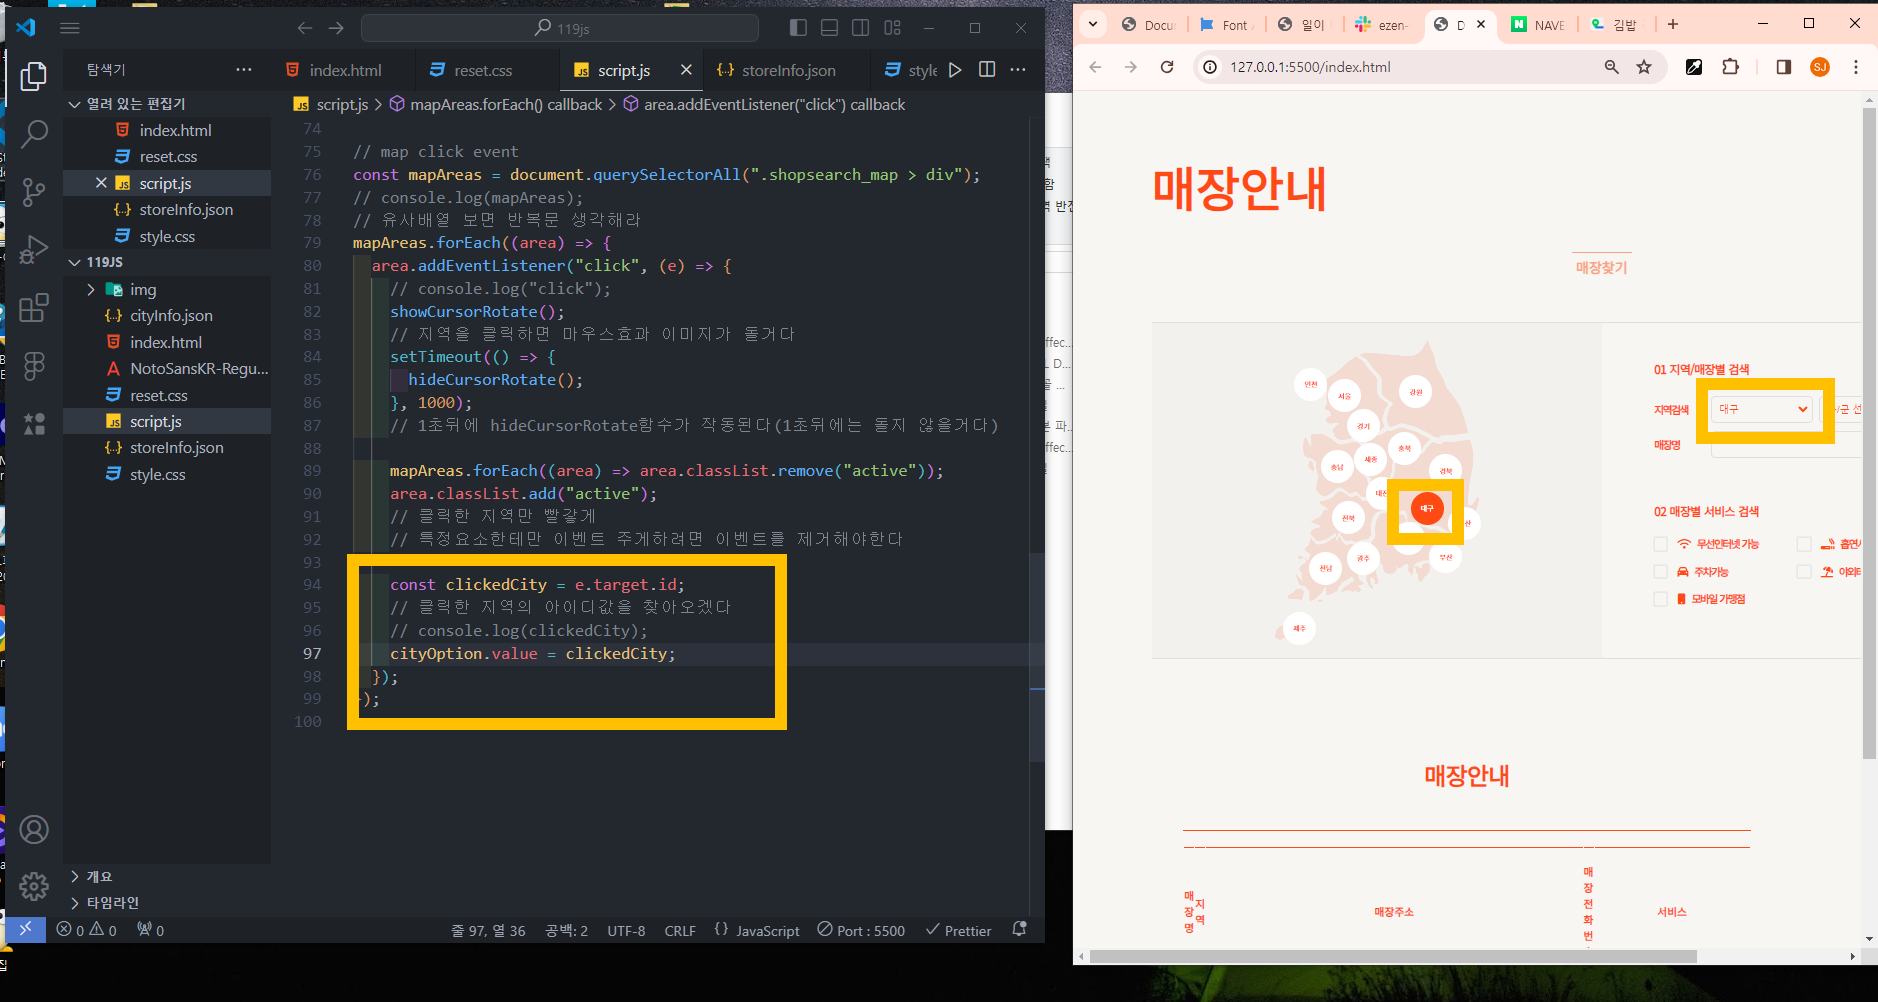 119js
탐색기
index.html
reset.css
script.js
storeInfo.json
style
열려 있는 편집기
index.html
reset.css
script.js
storeInfo.json
style.css
119JS
img
cityInfo.json
index.html
NotoSansKR-Regu...
reset.css
script.js
storeInfo.json
style.css
개요
타임라인
script.js > mapAreas.forEach() callback > area.addEventListener("click") callback
74
75 // map click event
76 const mapAreas = document.querySelectorAll(".shopsearch_map > div");
77 // console.log(mapAreas);
78 // 유사배열 보면 반복문 생각해라
79 mapAreas.forEach((area) => {
80 area.addEventListener("click", (e) => {
81 // console.log("click");
82 showCursorRotate();
83 // 지역을 클릭하면 마우스효과 이미지가 돌거다
84 setTimeout(() => {
85 hideCursorRotate();
86 }, 1000);
87 // 1초뒤에 hideCursorRotate함수가 작동된다(1초뒤에는 돌지 않을거다)
88
89 mapAreas.forEach((area) => area.classList.remove("active"));
90 area.classList.add("active");
91 // 클릭한 지역만 빨갛게
92 // 특정요소한테만 이벤트 주게하려면 이벤트를 제거해야한다
93
94 const clickedCity = e.target.id;
95 // 클릭한 지역의 아이디값을 찾아오겠다
96 // console.log(clickedCity);
97 cityOption.value = clickedCity;
98 });
99 );
100
0 0 0
줄 97, 열 36 공백: 2 UTF-8 CRLF {} JavaScript Port : 5500 Prettier
Docu
Font
일이
ezen-
D
NAVE
김밥
127.0.0.1:5500/index.html
SJ
매장안내
매장찾기
인천
서울
강원
경기
충북
세종
충남
경북
대전
대구
전북
산
부산
광주
전남
제주
01 지역/매장별 검색
지역검색 대구 /군 선
매장명
02 매장별 서비스 검색
무선인터넷 가능
주차가능
모바일 가맹점
매장안내
매장명
지역
매장주소
매장전화번
서비스